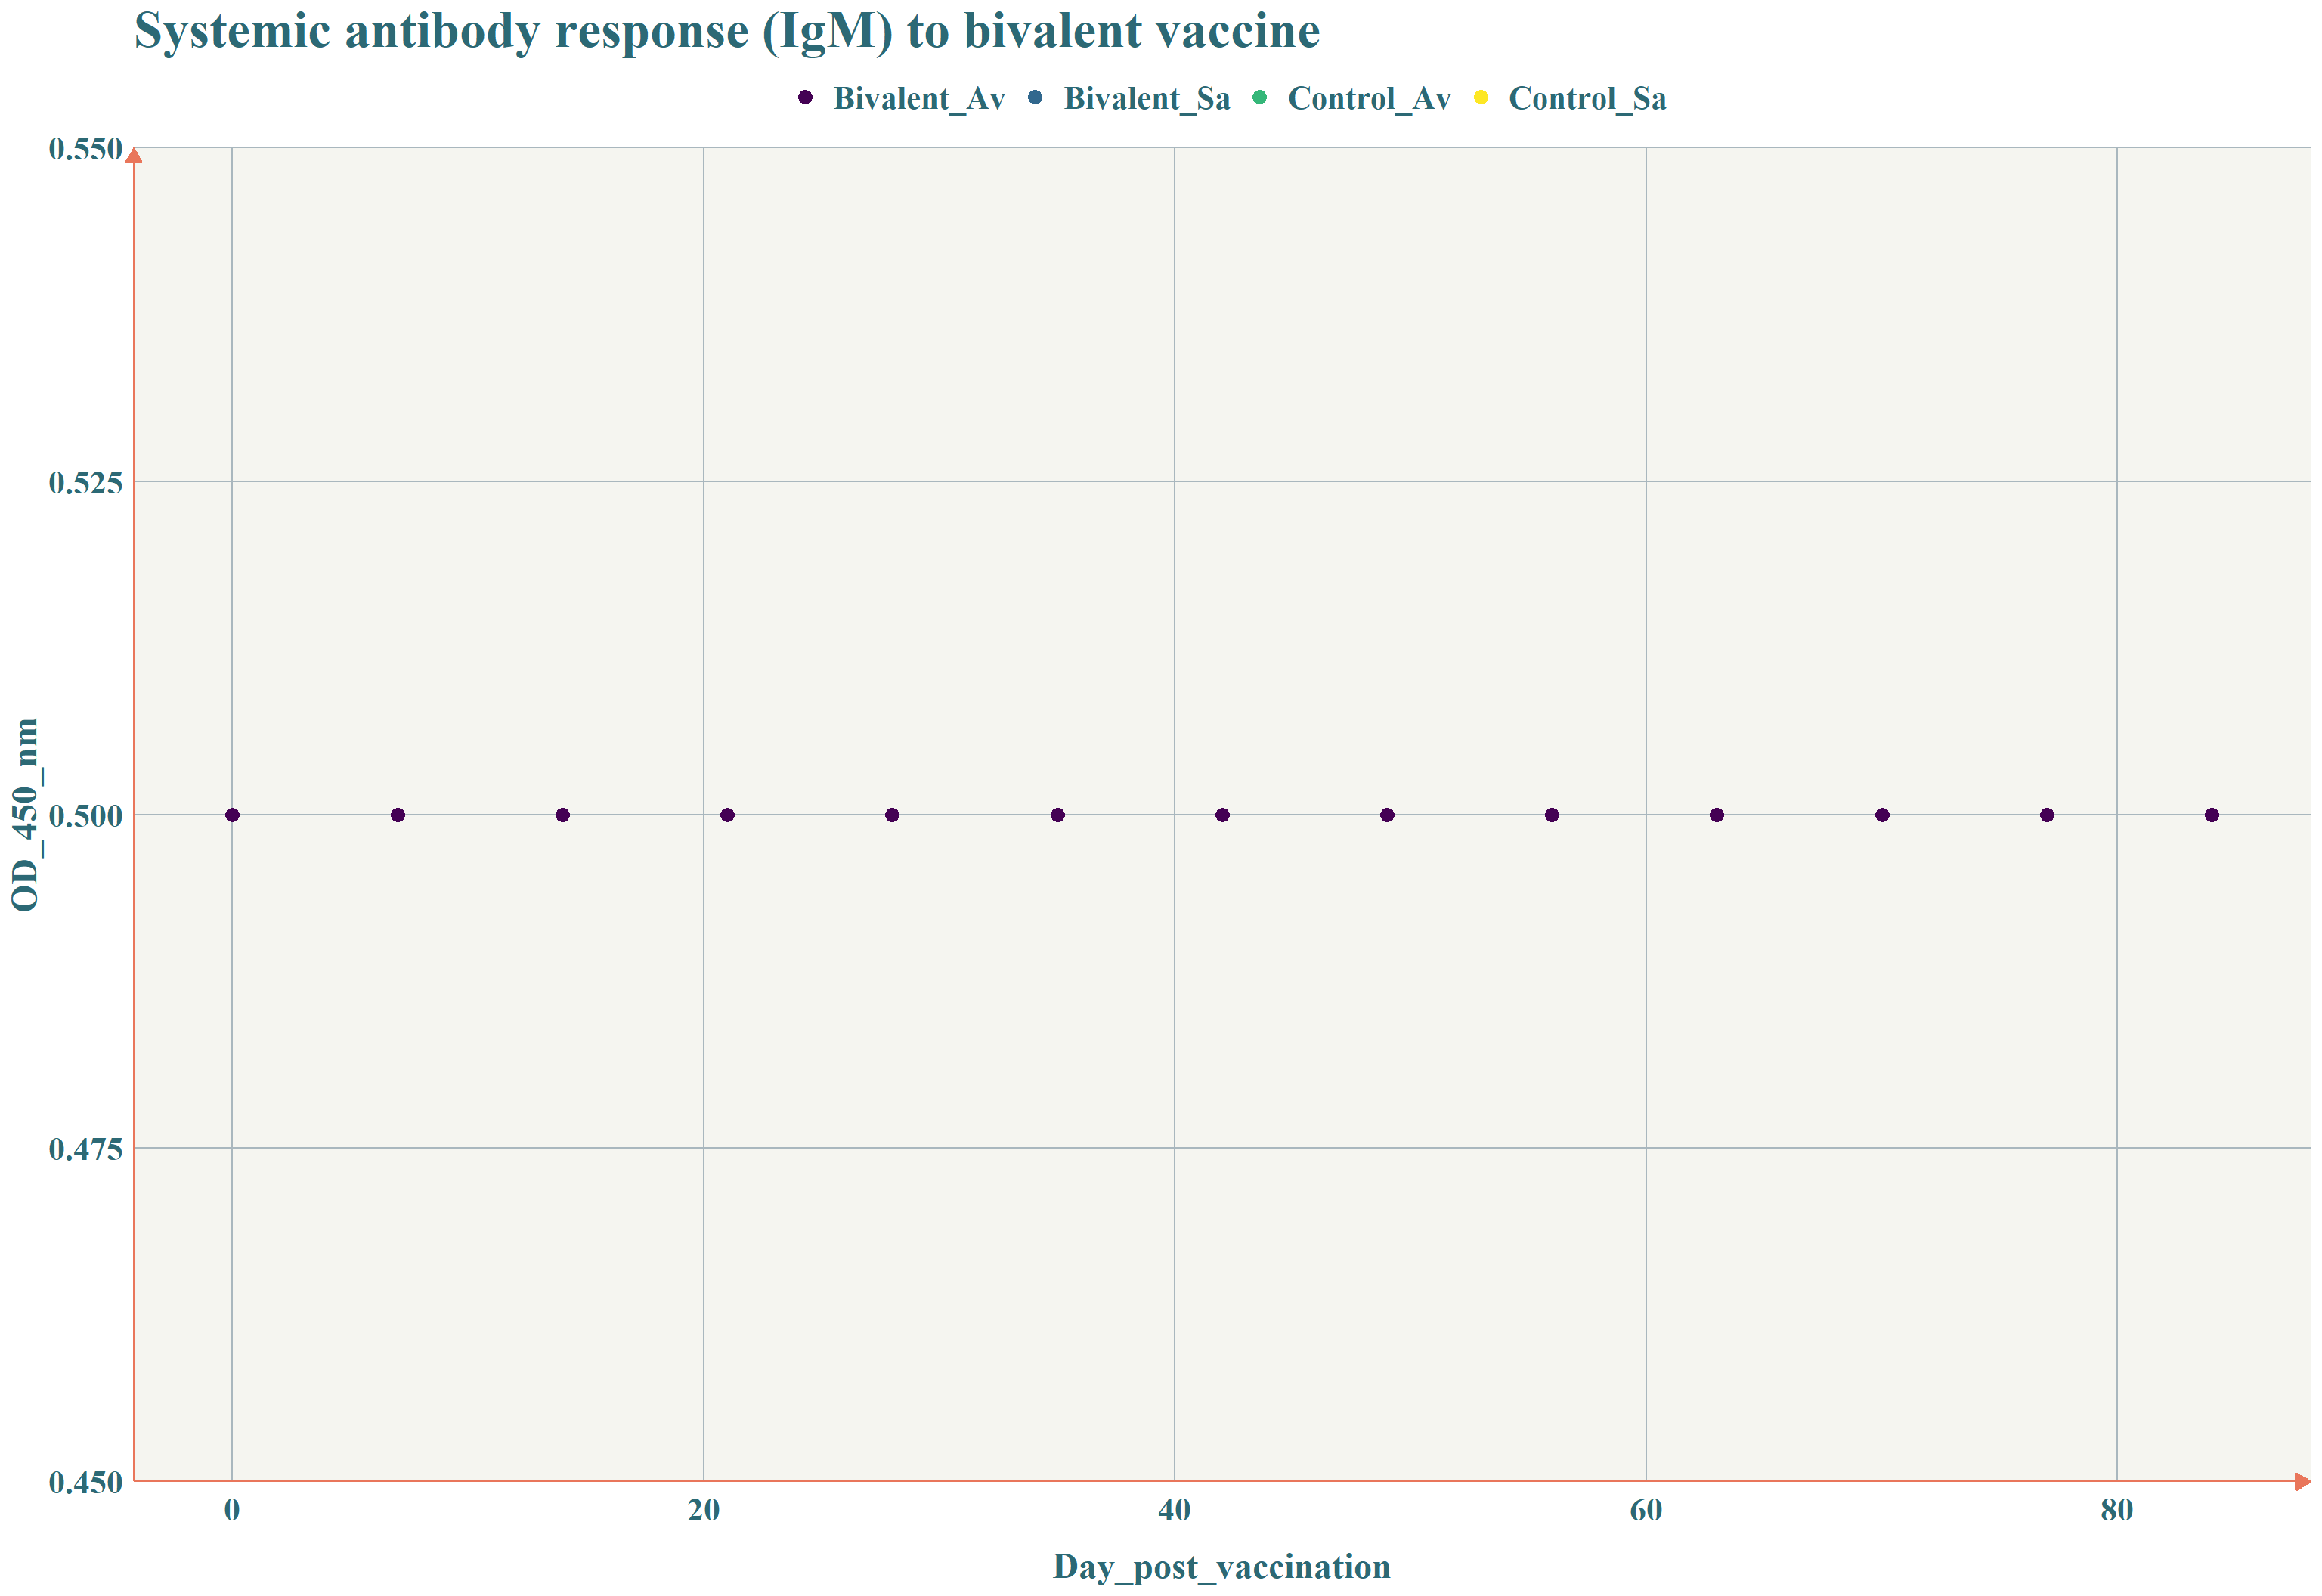 Systemic antibody response (IgM) to bivalent vaccine
Bivalent_Av Bivalent_Sa Control_Av Control_Sa
0.550
0.525
0.500
0.475
0.450
OD_450_nm
0 20 40 60 80
Day_post_vaccination